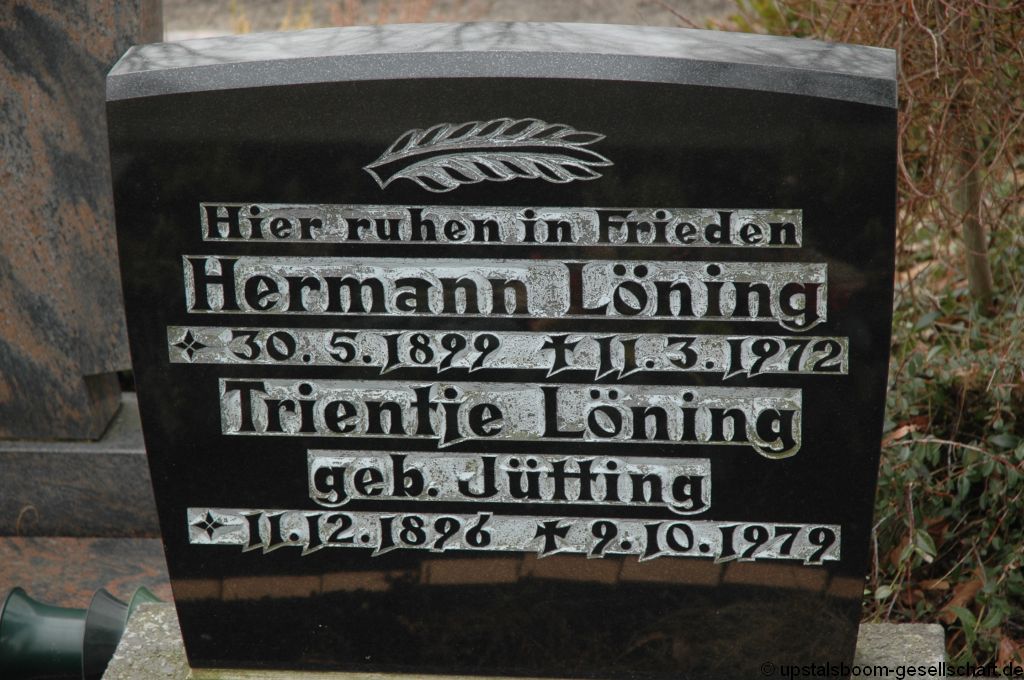 Hier ruhen in Frieden
Hermann Löning
✧ 30. 5. 1899 ✝ 11. 3. 1972
Trientje Löning
geb. Jütting
✧ 11. 12. 1896 ✝ 9. 10. 1979
© upstalsboom-gesellschaft.de